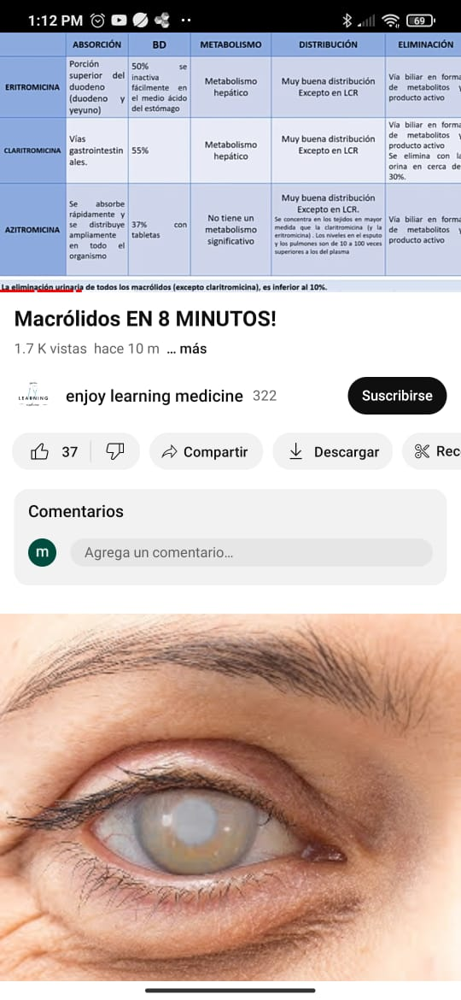 1:12 PM
69
ABSORCIÓN BD METABOLISMO DISTRIBUCIÓN ELIMINACIÓN
ERITROMICINA
Porción
superior del
duodeno
(duodeno y
yeyuno)
50% se
inactiva
fácilmente en
el medio ácido
del estómago
Metabolismo
hepático
Muy buena distribución
Excepto en LCR
Vía biliar en forma
de metabolitos y
producto activo
CLARITROMICINA
Vías
gastrointestin
ales.
55%
Metabolismo
hepático
Muy buena distribución
Excepto en LCR
Vía biliar en forma
de metabolitos y
producto activo
Se elimina con la
orina en cerca de
30%.
AZITROMICINA
Se absorbe
rápidamente y
se distribuye
ampliamente
en todo el
organismo
37% con
tabletas
No tiene un
metabolismo
significativo
Muy buena distribución
Excepto en LCR.
Se concentra en los tejidos en mayor
medida que la claritromicina (y la
eritromicina) . Los niveles en el esputo
y los pulmones son de 10 a 100 veces
superiores a los del plasma
Vía biliar en forma
de metabolitos y
producto activo
La eliminación urinaria de todos los macrólidos (excepto claritromicina), es inferior al 10%.
Macrólidos EN 8 MINUTOS!
1.7 K vistas hace 10 m ... más
LEARNING
enjoy learning medicine 322
Suscribirse
37
Compartir
Descargar
Rec
Comentarios
m
Agrega un comentario...